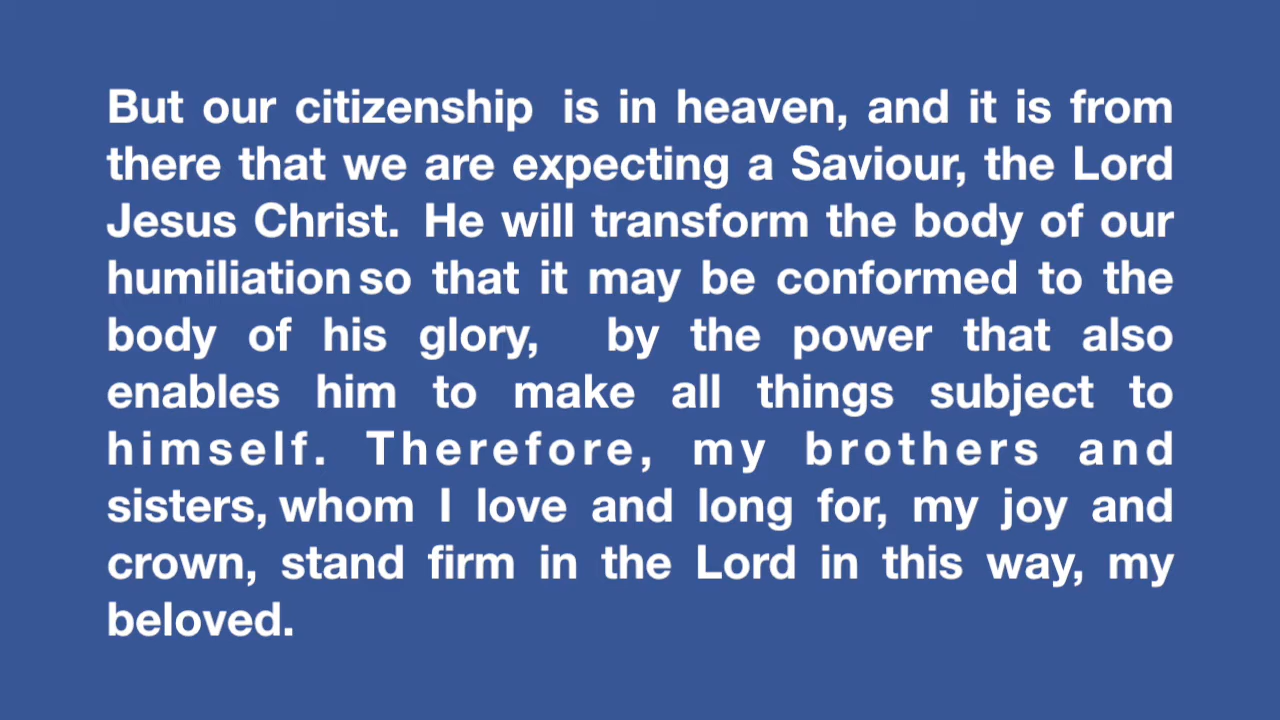 But our citizenship is in heaven, and it is from
there that we are expecting a Saviour, the Lord
Jesus Christ. He will transform the body of our
humiliation so that it may be conformed to the
body of his glory, by the power that also
enables him to make all things subject to
himself. Therefore, my brothers and
sisters, whom I love and long for, my joy and
crown, stand firm in the Lord in this way, my
beloved.